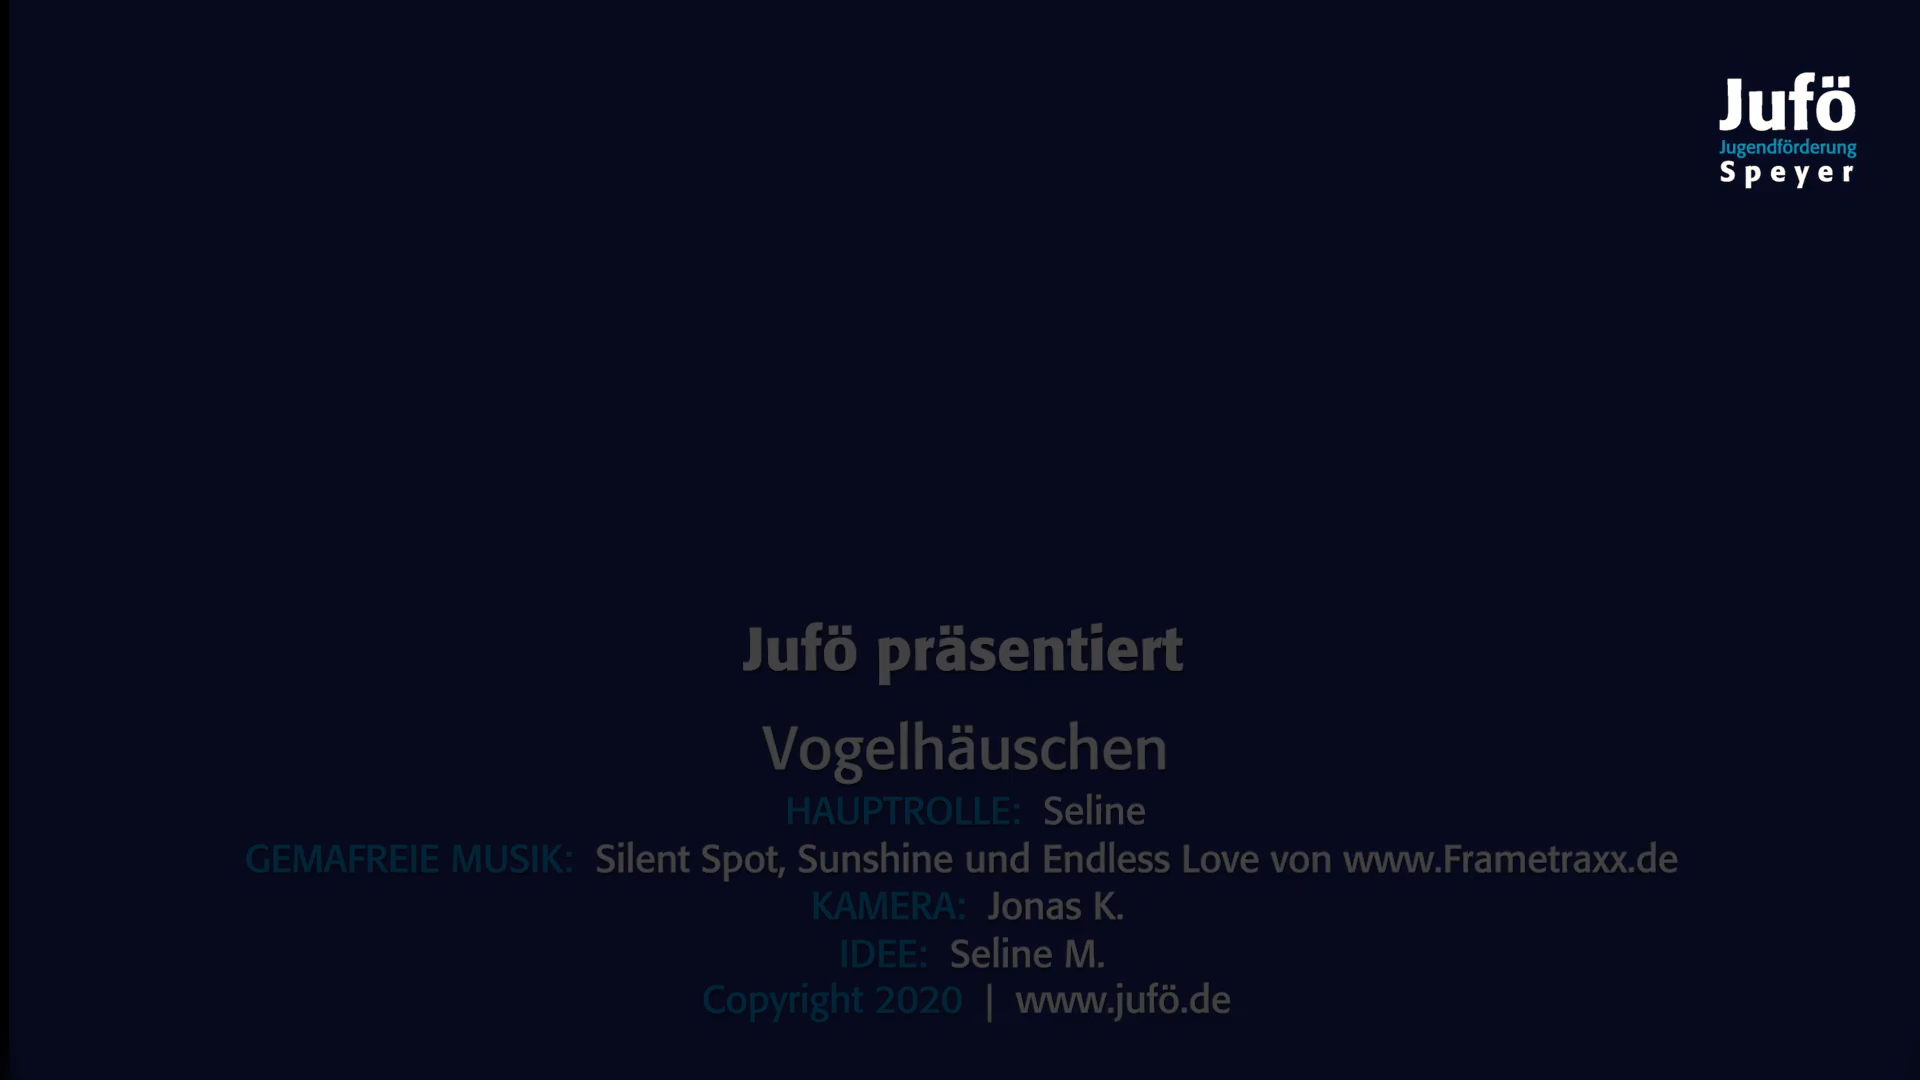 Jufö
Jugendförderung
Speyer
Jufö präsentiert
Vogelhäuschen
HAUPTROLLE: Seline
GEMAFREIE MUSIK: Silent Spot, Sunshine und Endless Love von www.Frametraxx.de
KAMERA: Jonas K.
IDEE: Seline M.
Copyright 2020 | www.jufö.de